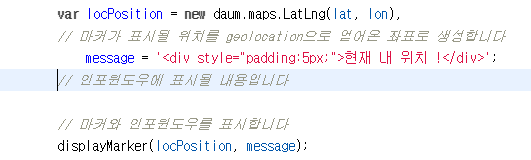 var locPosition = new daum.maps.LatLng(lat, lon),
// 마커가 표시될 위치를 geolocation으로 얻어온 좌표로 생성합니다
message = '<div style="padding:5px;">현재 내 위치 !</div>';
// 인포윈도우에 표시될 내용입니다
// 마커와 인포윈도우를 표시합니다
displayMarker(locPosition, message);